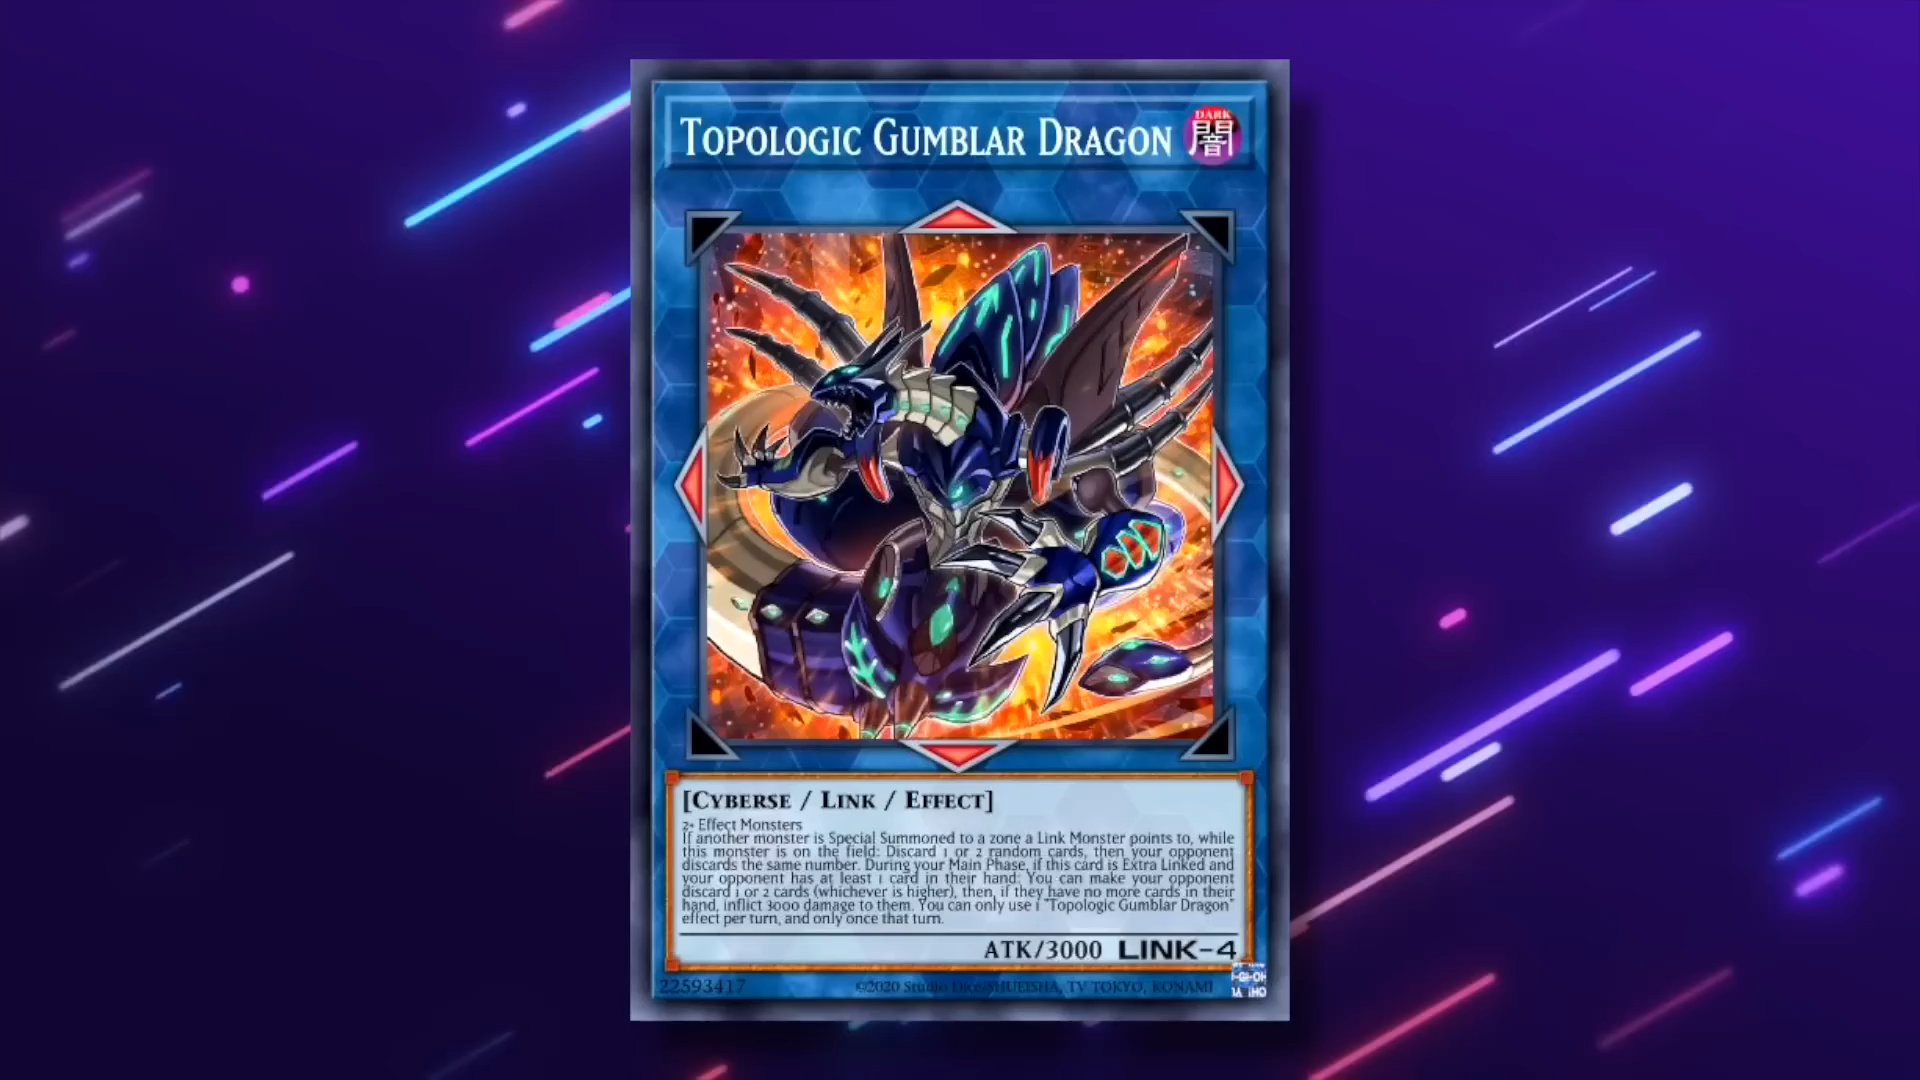 Topologic Gumblar Dragon
DARK
闇
[Cyberse / Link / Effect]
2+ Effect Monsters
If another monster is Special Summoned to a zone a Link Monster points to, while
this monster is on the field: Discard 1 or 2 random cards, then your opponent
discards the same number. During your Main Phase, if this card is Extra Linked and
your opponent has at least 1 card in their hand: You can make your opponent
discard 1 or 2 cards (whichever is higher), then, if they have no more cards in their
hand, inflict 3000 damage to them. You can only use 1 "Topologic Gumblar Dragon"
effect per turn, and only once that turn.
ATK/3000 LINK-4
22593417 ©2020 Studio Dice/SHUEISHA, TV TOKYO, KONAMI